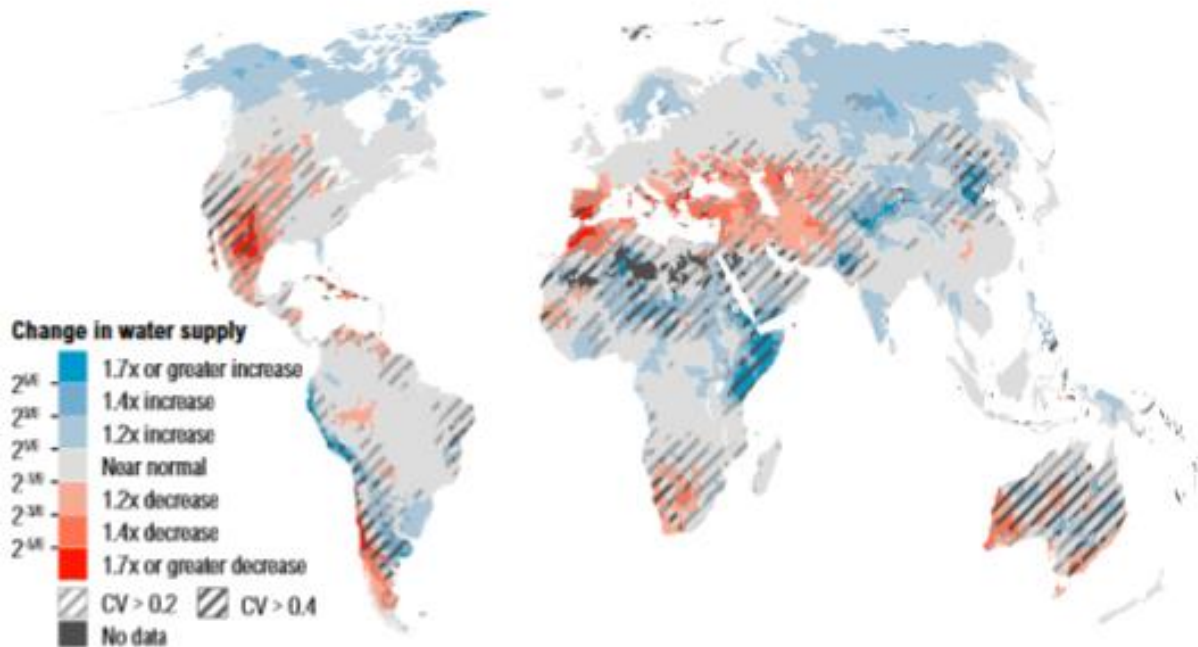 Change in water supply
1.7x or greater increase
1.4x increase
1.2x increase
Near normal
1.2x decrease
1.4x decrease
1.7x or greater decrease
CV > 0.2 CV > 0.4
No data